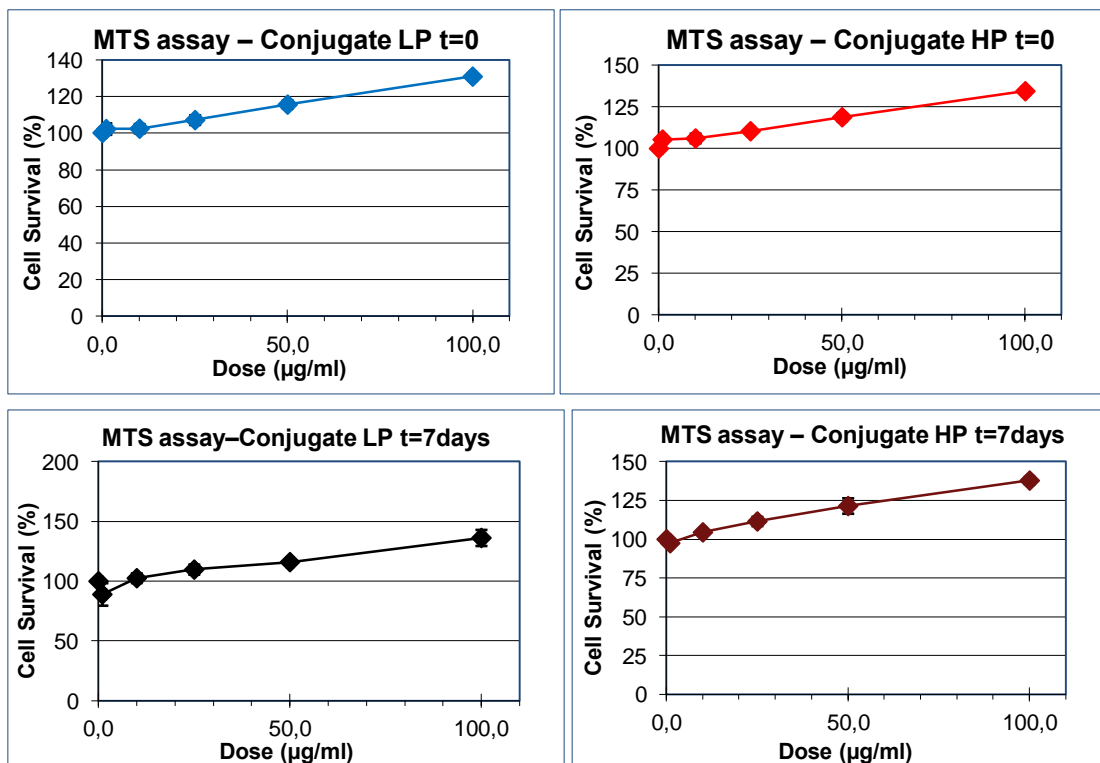 MTS assay – Conjugate LP t=0
140
120
100
80
60
40
20
0
Cell Survival (%)
0,0 50,0 100,0
Dose (µg/ml)
MTS assay – Conjugate HP t=0
150
125
100
75
50
25
0
Cell Survival (%)
0,0 50,0 100,0
Dose (µg/ml)
MTS assay–Conjugate LP t=7days
200
150
100
50
0
Cell Survival (%)
0,0 50,0 100,0
Dose (µg/ml)
MTS assay – Conjugate HP t=7days
150
125
100
75
50
25
0
Cell Survival (%)
0,0 50,0 100,0
Dose (µg/ml)